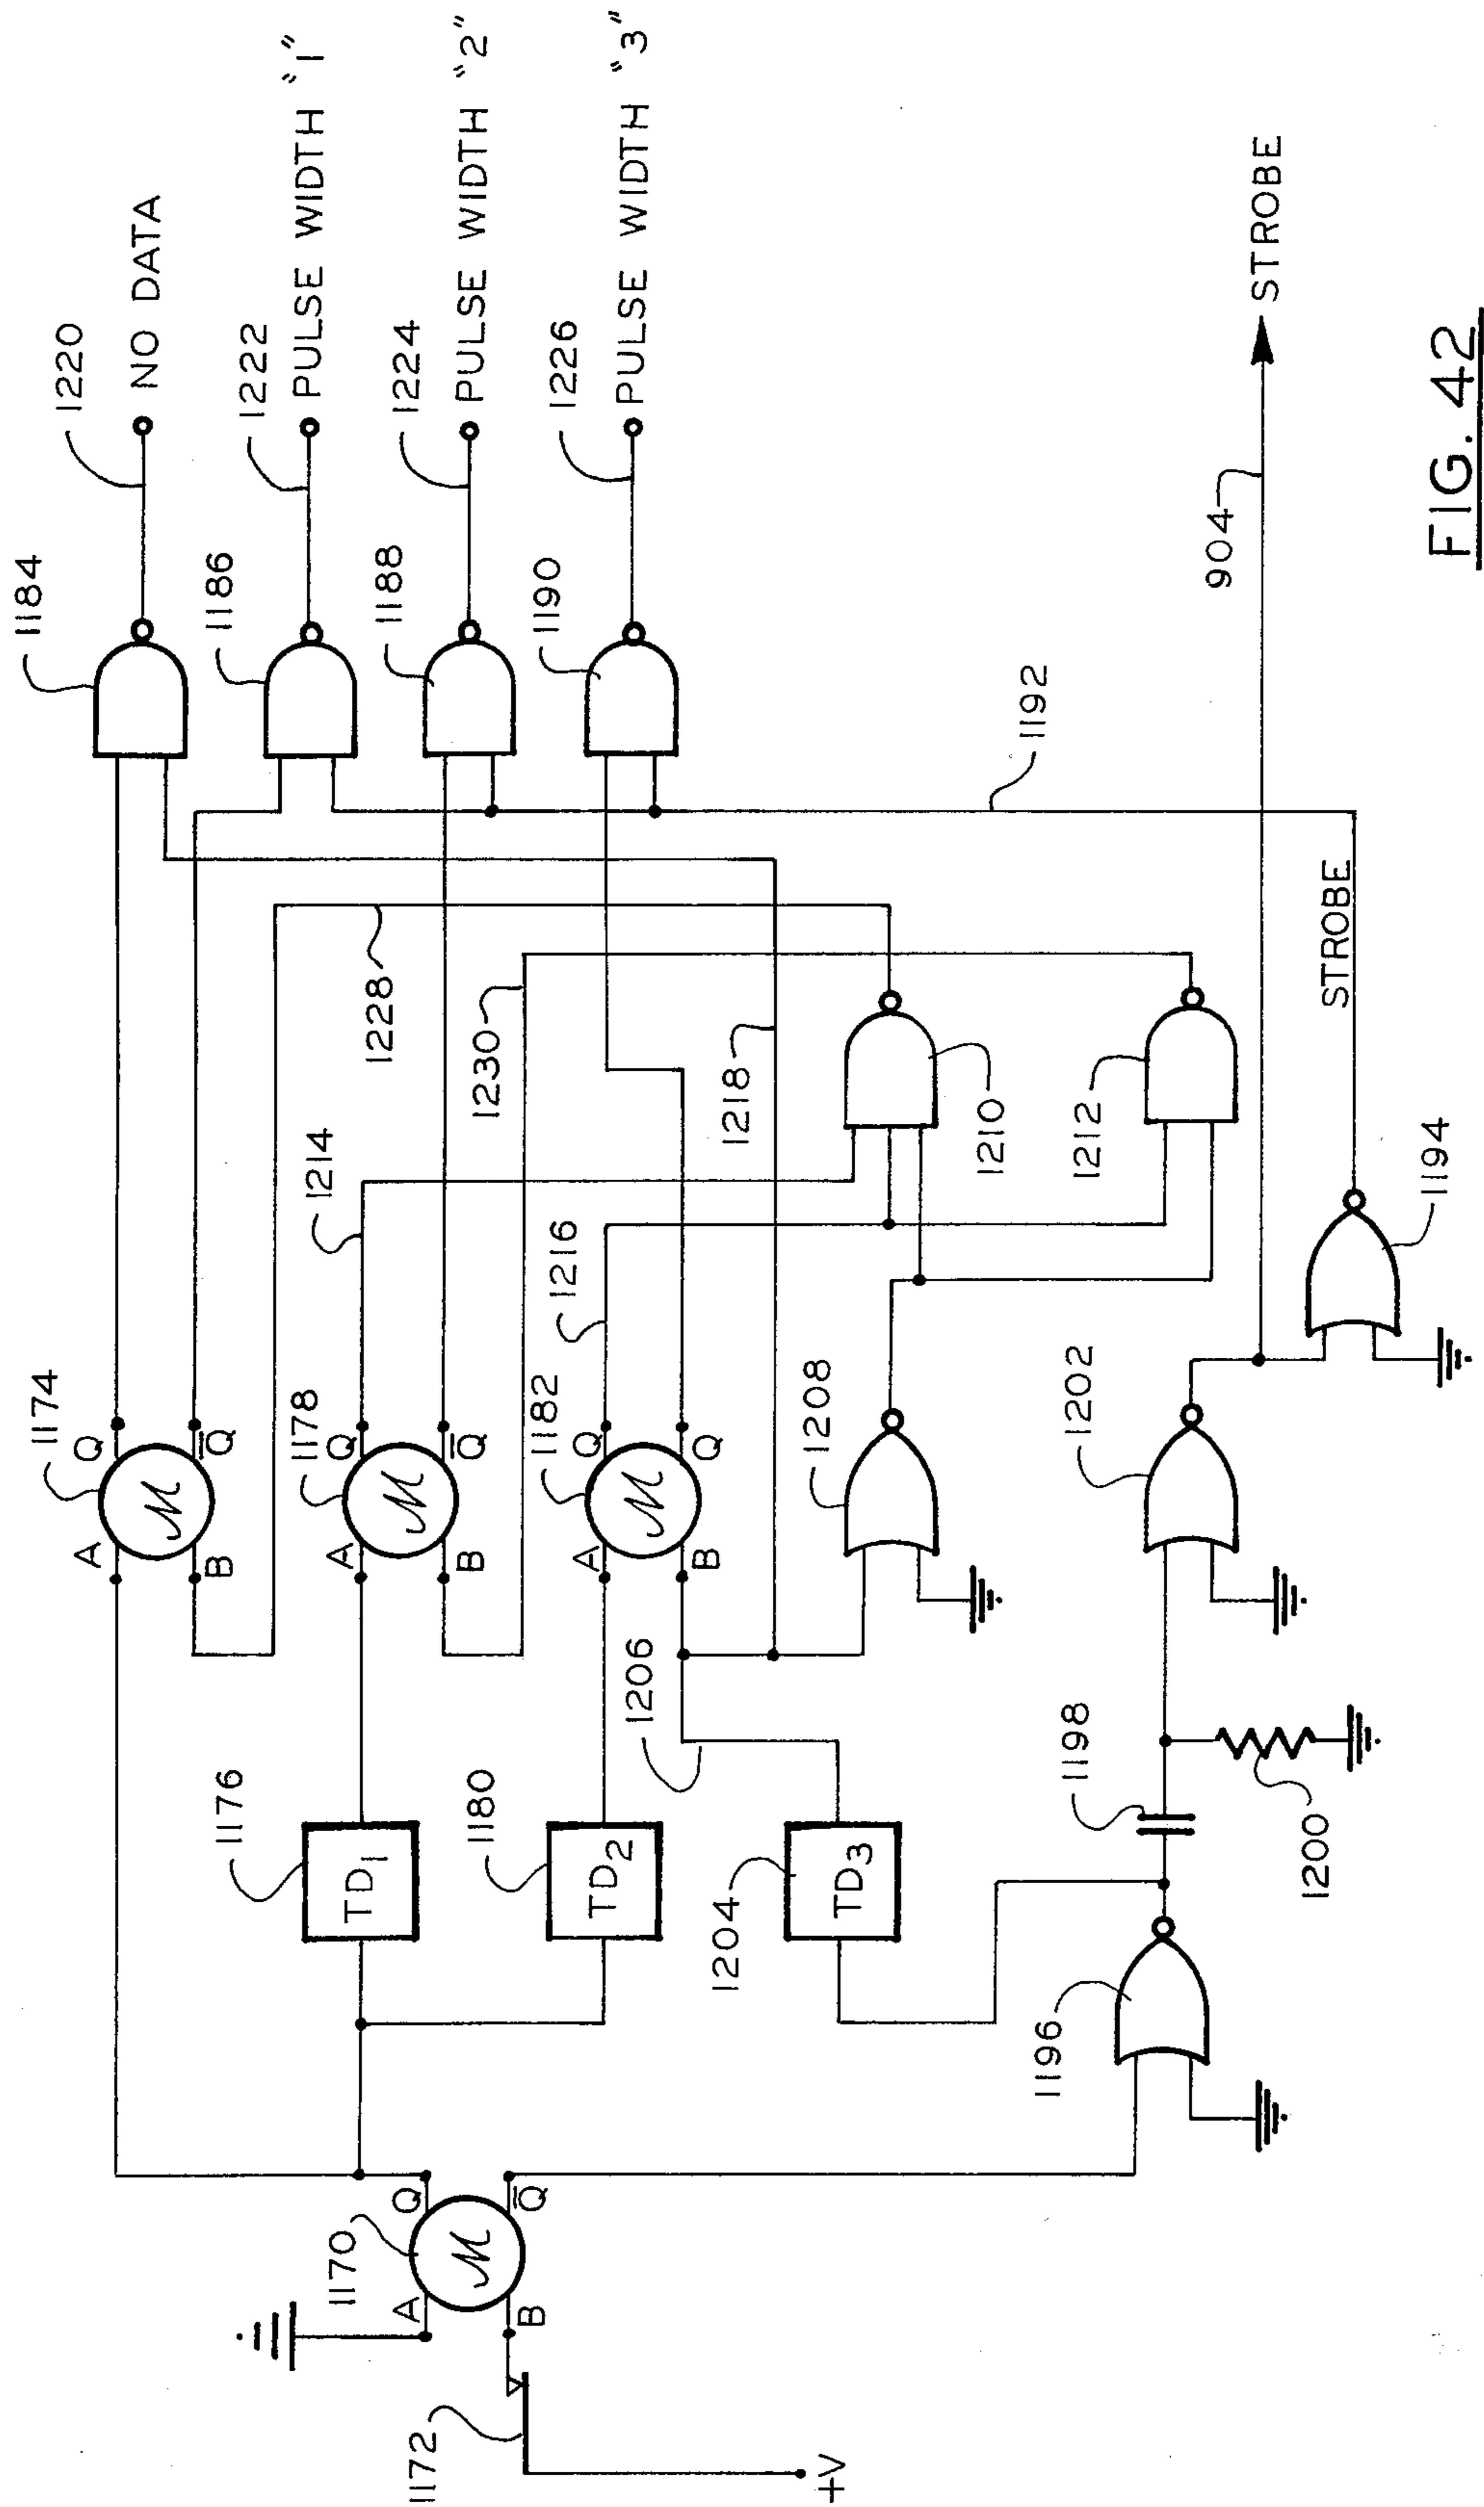 1184
1220
NO DATA
1186
1222
PULSE WIDTH "1"
1188
1224
PULSE WIDTH "2"
1190
1226
PULSE WIDTH "3"
1192
904
STROBE
STROBE
1174
A
B
Q
Q̅
ℳ
1214
1228
1178
A
B
Q
Q̅
ℳ
1230
1216
1182
A
B
Q
Q
ℳ
1218
1176
TD1
1180
TD2
1206
1204
TD3
1208
1210
1212
1202
1194
1198
1200
1196
1170
A
B
Q
Q̅
ℳ
1172
+V
FIG. 42